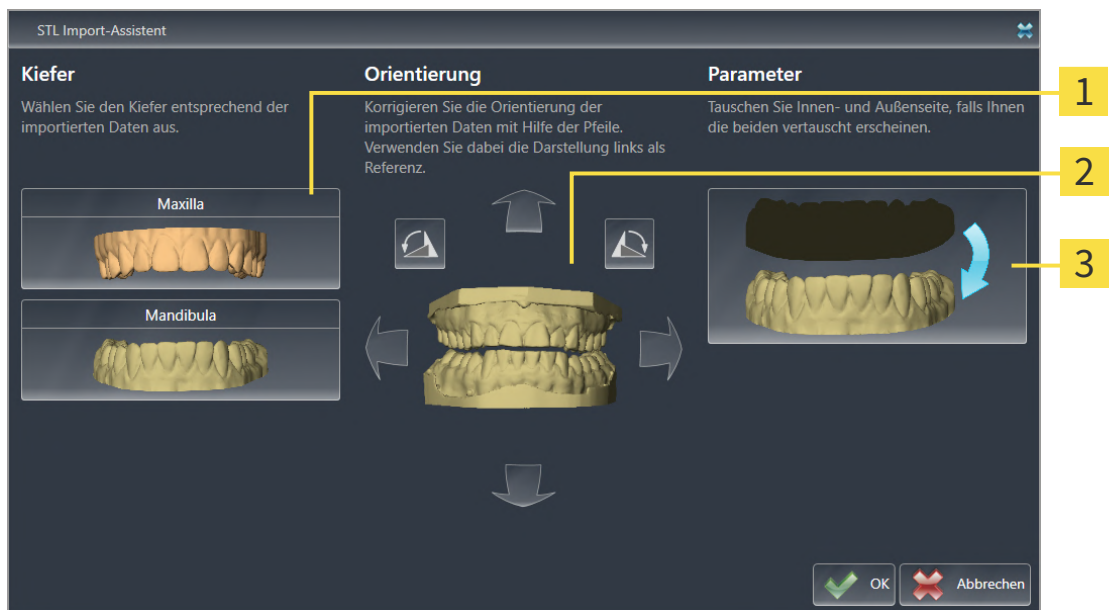 STL Import-Assistent
Kiefer
Wählen Sie den Kiefer entsprechend der
importierten Daten aus.
Maxilla
Mandibula
Orientierung
Korrigieren Sie die Orientierung der
importierten Daten mit Hilfe der Pfeile.
Verwenden Sie dabei die Darstellung links als
Referenz.
Parameter
Tauschen Sie Innen- und Außenseite, falls Ihnen
die beiden vertauscht erscheinen.
1
2
3
OK
Abbrechen